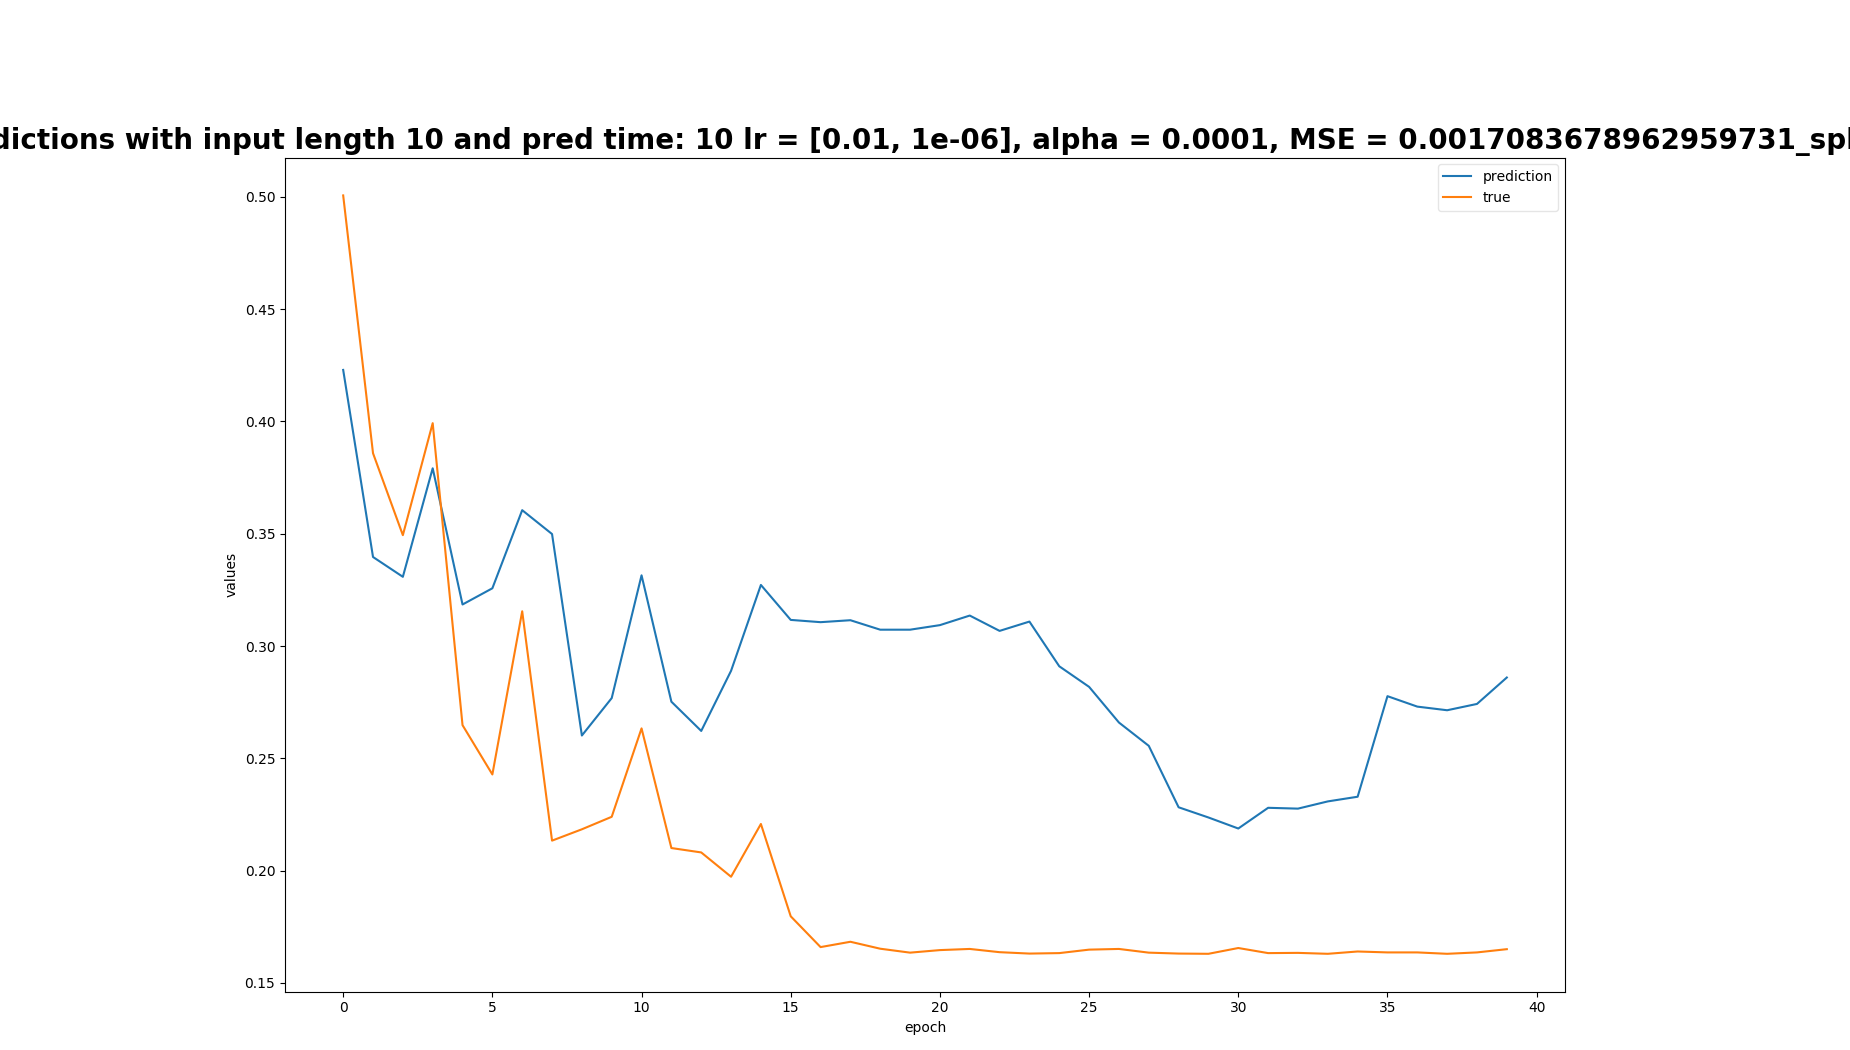 dictions with input length 10 and pred time: 10 lr = [0.01, 1e-06], alpha = 0.0001, MSE = 0.0017083678962959731_spl
prediction
true
0.50
0.45
0.40
0.35
0.30
0.25
0.20
0.15
values
0 5 10 15 20 25 30 35 40
epoch